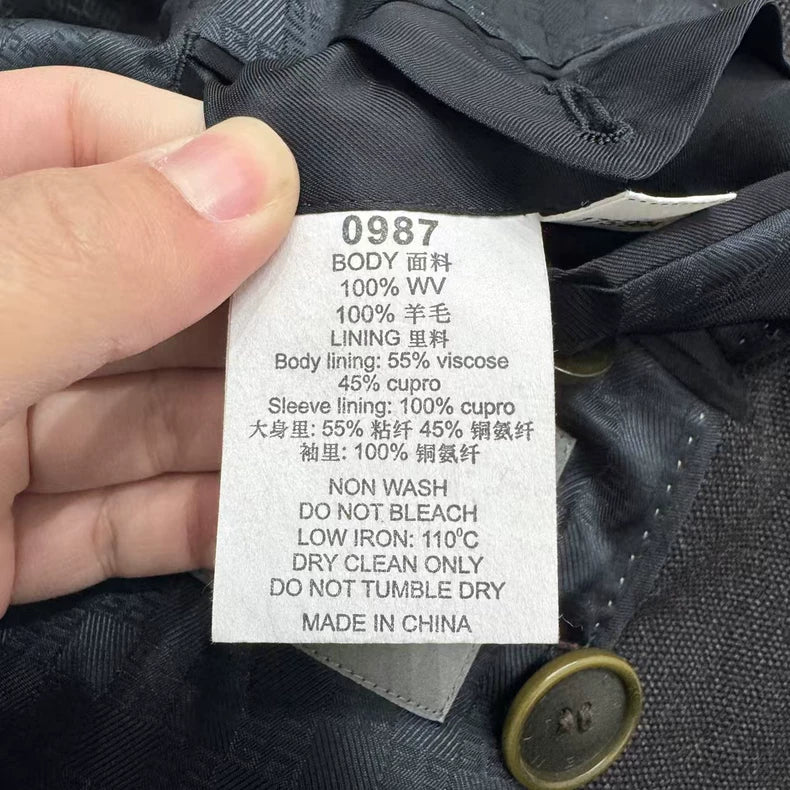 0987
BODY 面料
100% WV
100% 羊毛
LINING 里料
Body lining: 55% viscose
45% cupro
Sleeve lining: 100% cupro
大身里: 55% 粘纤 45% 铜氨纤
袖里: 100% 铜氨纤
NON WASH
DO NOT BLEACH
LOW IRON: 110⁰C
DRY CLEAN ONLY
DO NOT TUMBLE DRY
MADE IN CHINA